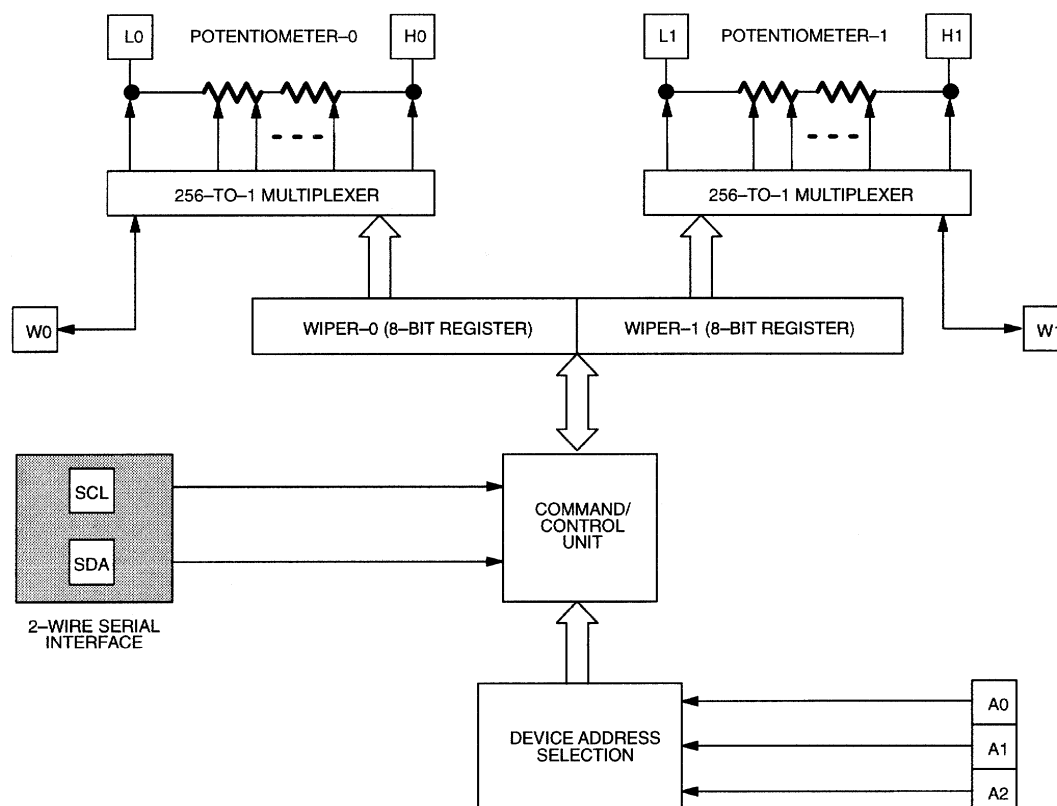 L0
POTENTIOMETER–0
H0
L1
POTENTIOMETER–1
H1
256–TO–1 MULTIPLEXER
256–TO–1 MULTIPLEXER
W0
WIPER–0 (8–BIT REGISTER)
WIPER–1 (8–BIT REGISTER)
W1
SCL
SDA
COMMAND/
CONTROL
UNIT
2–WIRE SERIAL
INTERFACE
DEVICE ADDRESS
SELECTION
A0
A1
A2